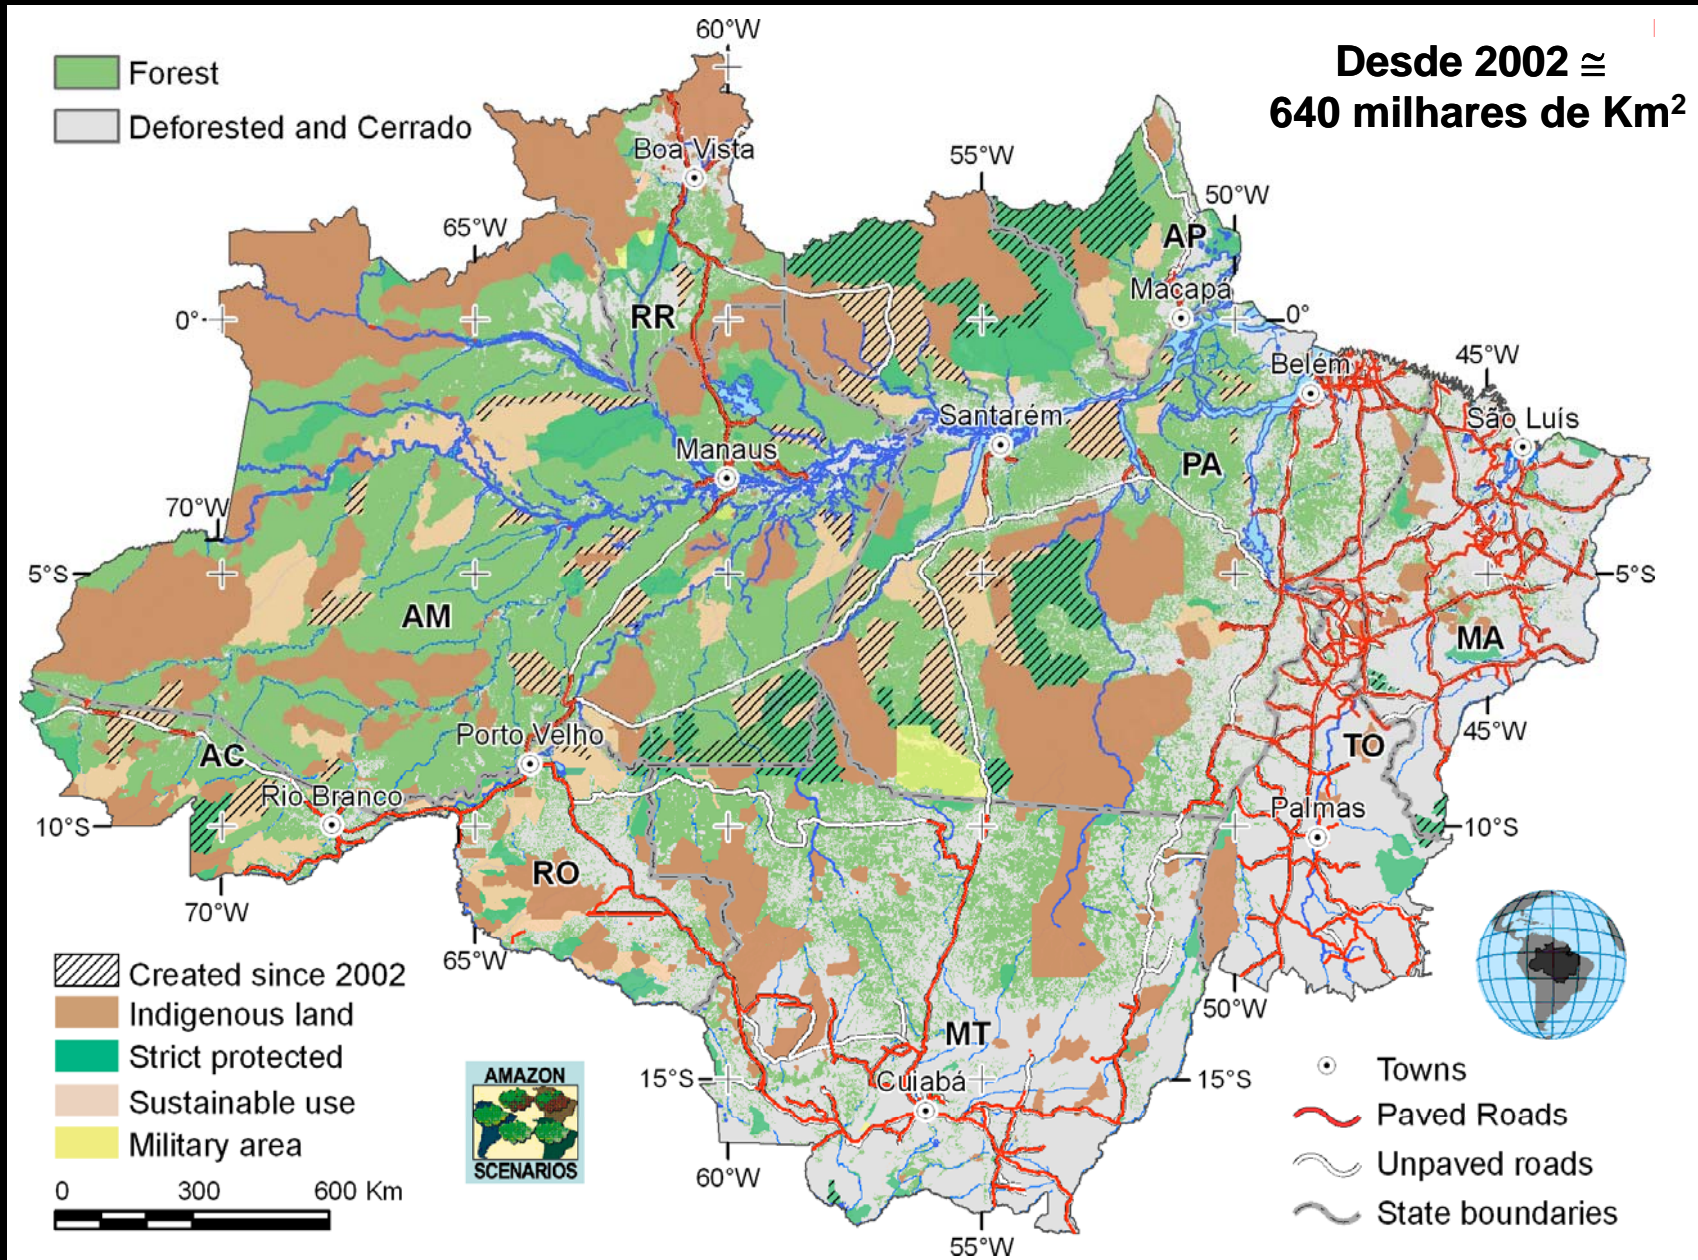 60°W
Forest
Desde 2002 ≅
640 milhares de Km²
Deforested and Cerrado
Boa Vista
55°W
50°W
65°W
AP
Macapá
0°
RR
0°
45°W
Belém
Santarém
São Luís
Manaus
PA
70°W
5°S
5°S
AM
MA
Porto Velho
45°W
AC
TO
Rio Branco
Palmas
10°S
10°S
RO
70°W
65°W
Created since 2002
50°W
Indigenous land
MT
Strict protected
Towns
AMAZON
15°S
Cuiabá
15°S
Sustainable use
Paved Roads
Military area
SCENARIOS
Unpaved roads
60°W
0 300 600 Km
State boundaries
55°W